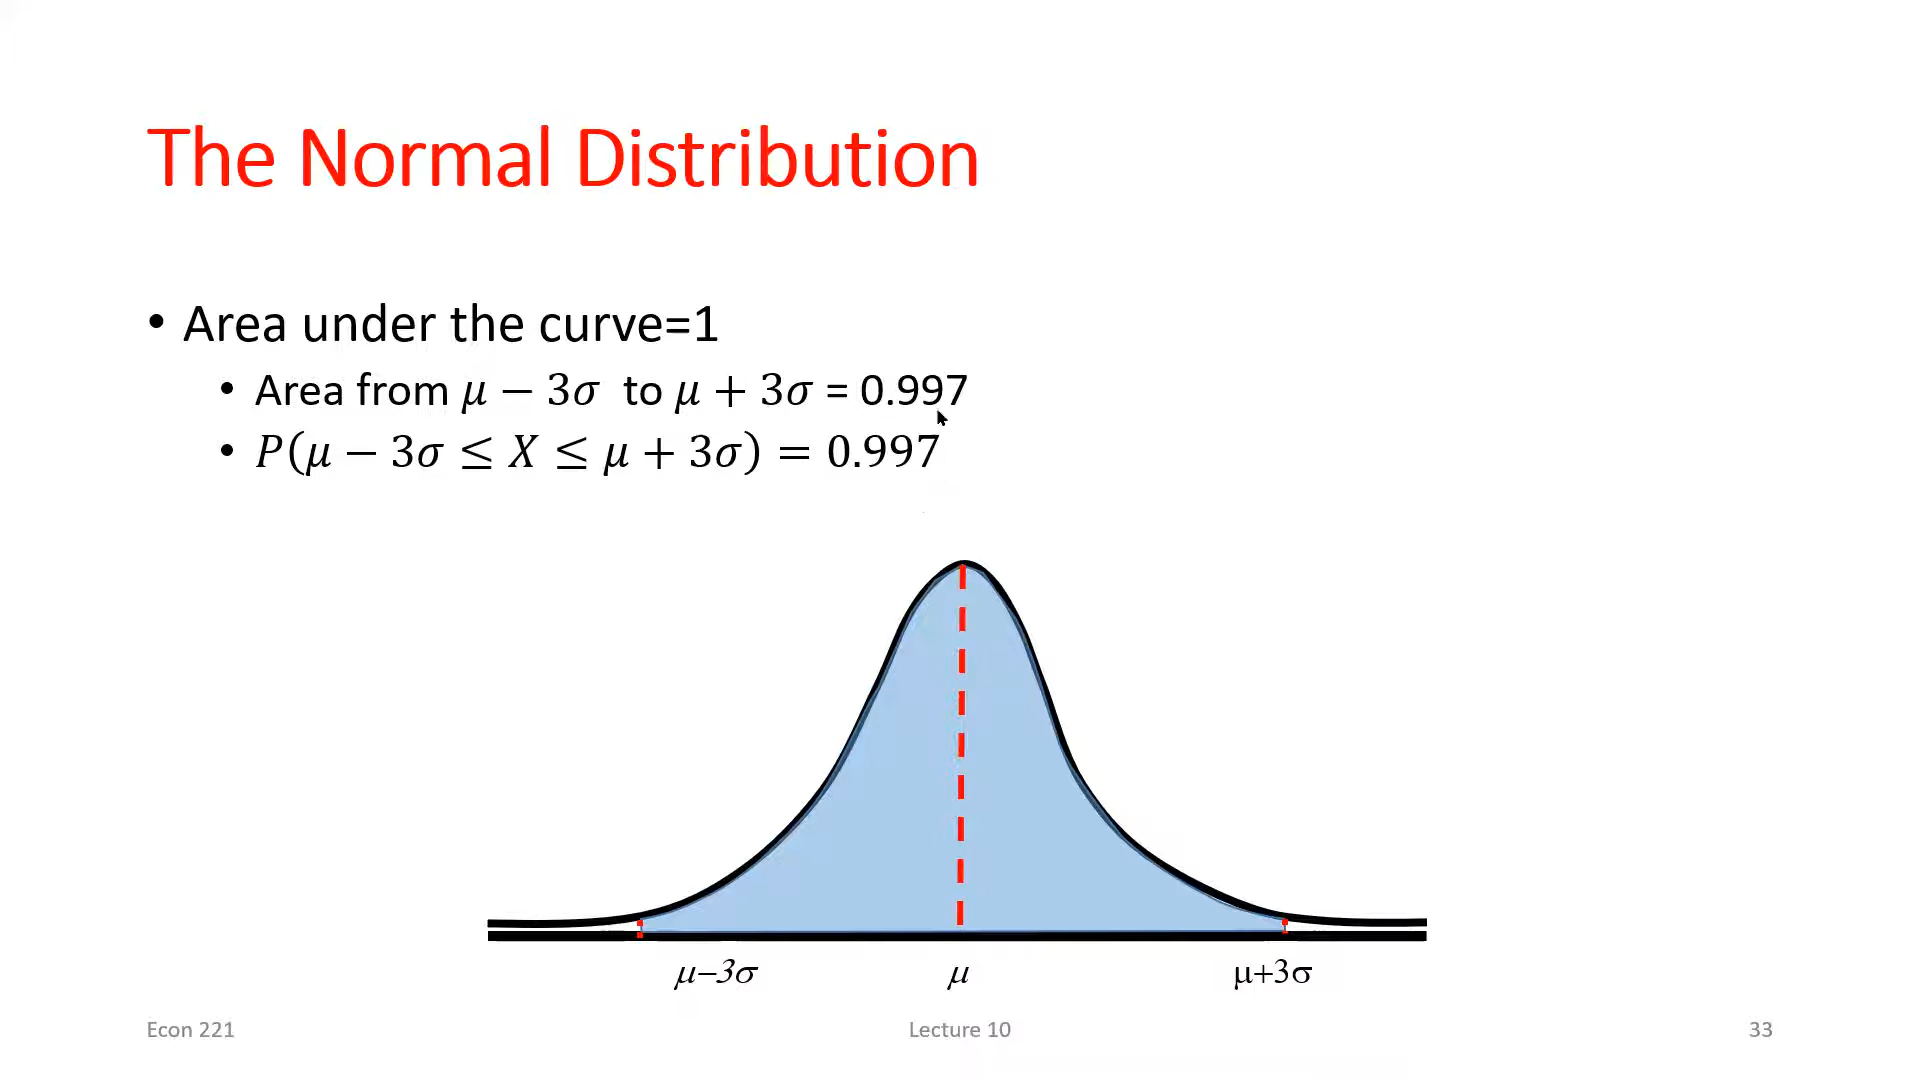 The Normal Distribution
• Area under the curve=1
• Area from 𝜇 − 3𝜎 to 𝜇 + 3𝜎 = 0.997
• 𝑃(𝜇 − 3𝜎 ≤ 𝑋 ≤ 𝜇 + 3𝜎) = 0.997
μ−3σ μ μ+3σ
Econ 221 Lecture 10 33